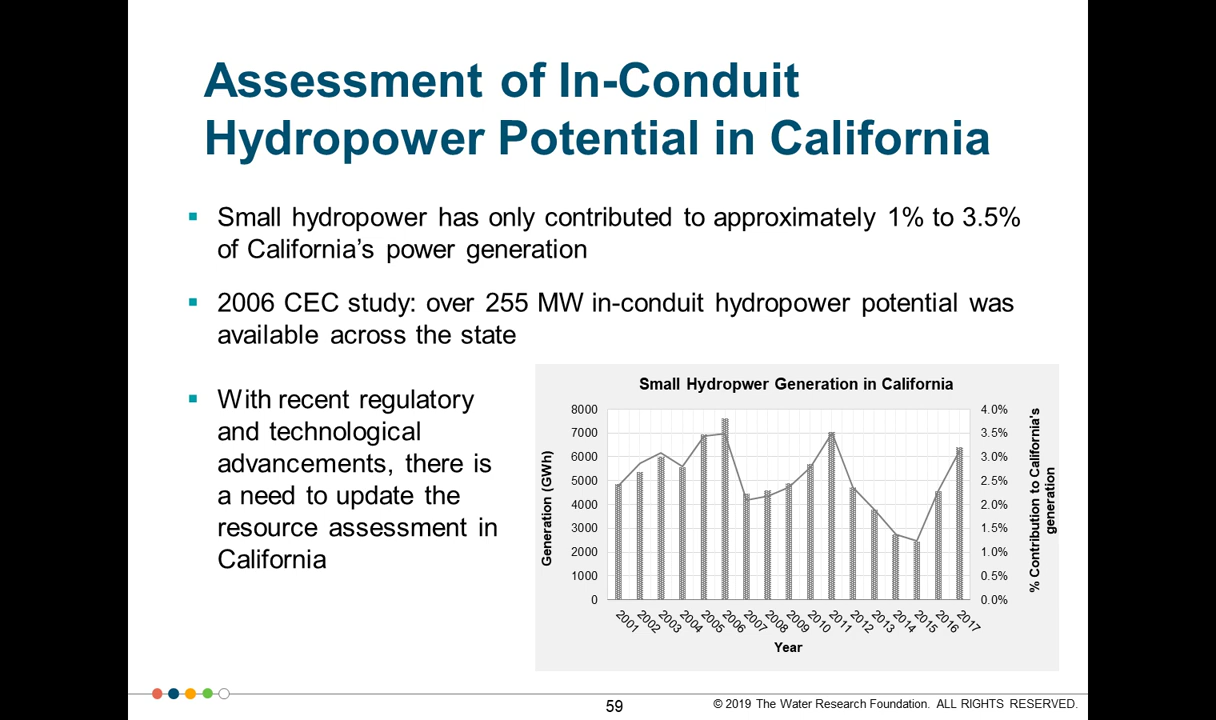 Assessment of In-Conduit
Hydropower Potential in California
▪ Small hydropower has only contributed to approximately 1% to 3.5%
of California’s power generation
▪ 2006 CEC study: over 255 MW in-conduit hydropower potential was
available across the state
▪ With recent regulatory
and technological
advancements, there is
a need to update the
resource assessment in
California
Small Hydropwer Generation in California
Generation (GWh)
8000
7000
6000
5000
4000
3000
2000
1000
0
4.0%
3.5%
3.0%
2.5%
2.0%
1.5%
1.0%
0.5%
0.0%
% Contribution to California's
generation
2001 2002 2003 2004 2005 2006 2007 2008 2009 2010 2011 2012 2013 2014 2015 2016 2017
Year
59
© 2019 The Water Research Foundation. ALL RIGHTS RESERVED.